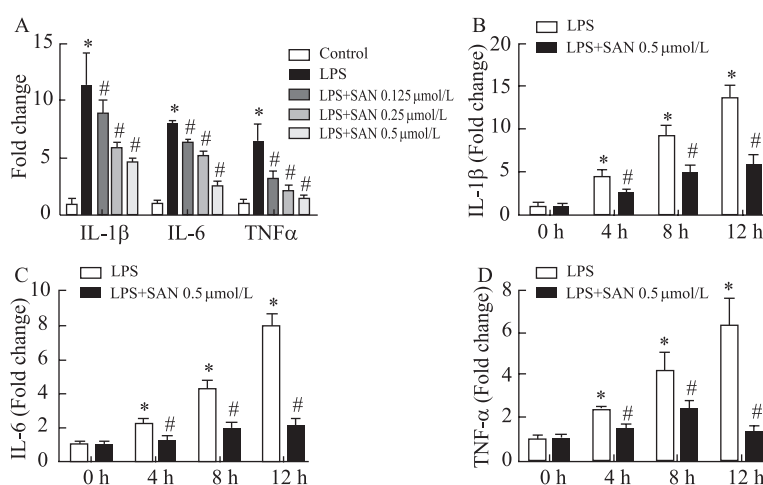 A
Fold change
15
10
5
0
* # # #
* # # #
* # # #
IL-1β IL-6 TNFα
Control
LPS
LPS+SAN 0.125 μmol/L
LPS+SAN 0.25 μmol/L
LPS+SAN 0.5 μmol/L
B
LPS
LPS+SAN 0.5 μmol/L
IL-1β (Fold change)
20
15
10
5
0
* # * # * #
0 h 4 h 8 h 12 h
C
LPS
LPS+SAN 0.5 μmol/L
IL-6 (Fold change)
10
8
6
4
2
0
* # * # * #
0 h 4 h 8 h 12 h
D
LPS
LPS+SAN 0.5 μmol/L
TNF-α (Fold change)
8
6
4
2
0
* # * # * #
0 h 4 h 8 h 12 h